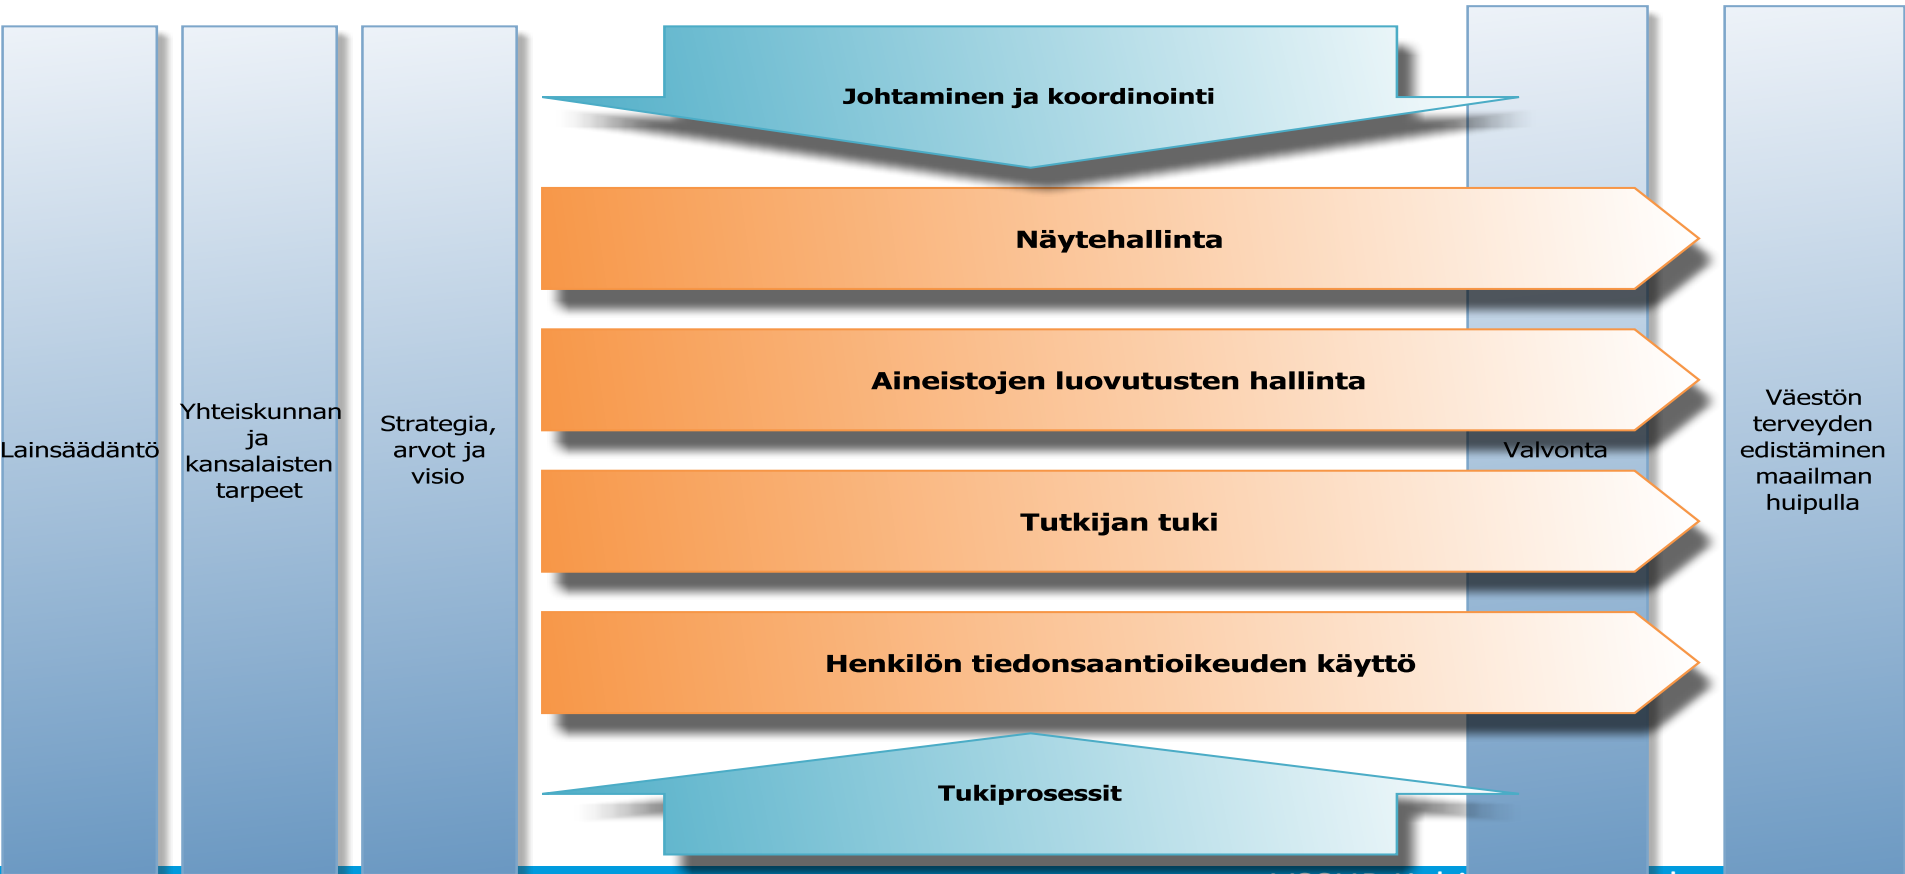 Lainsäädäntö
Yhteiskunnan
ja
kansalaisten
tarpeet
Strategia,
arvot ja
visio
Johtaminen ja koordinointi
Näytehallinta
Aineistojen luovutusten hallinta
Tutkijan tuki
Henkilön tiedonsaantioikeuden käyttö
Tukiprosessit
Valvonta
Väestön
terveyden
edistäminen
maailman
huipulla